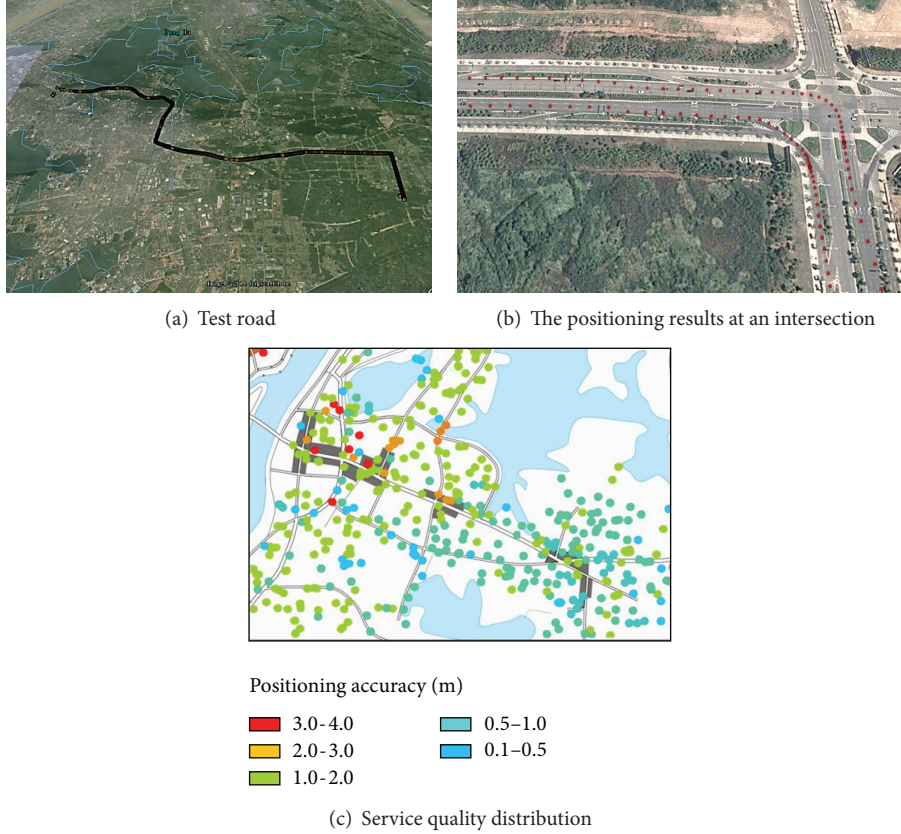 (a) Test road
(b) The positioning results at an intersection
Positioning accuracy (m)
3.0-4.0
2.0-3.0
1.0-2.0
0.5–1.0
0.1–0.5
(c) Service quality distribution